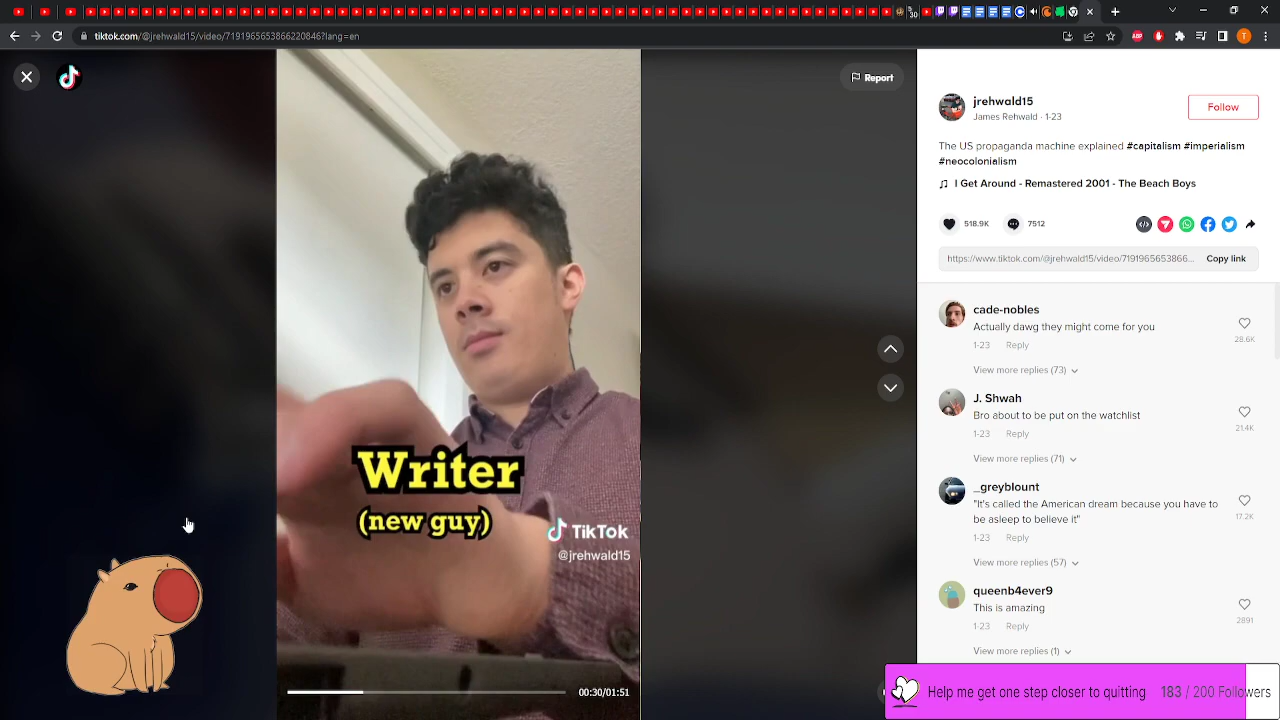 30
T
tiktok.com/@jrehwald15/video/7191965653866220846?lang=en
Report
Writer
(new guy)
TikTok
@jrehwald15
00:30/01:51
jrehwald15
James Rehwald · 1-23
Follow
The US propaganda machine explained #capitalism #imperialism
#neocolonialism
I Get Around - Remastered 2001 - The Beach Boys
518.9K
7512
https://www.tiktok.com/@jrehwald15/video/719196565386...
Copy link
cade-nobles
Actually dawg they might come for you
1-23 Reply
28.6K
View more replies (73)
J. Shwah
Bro about to be put on the watchlist
1-23 Reply
21.4K
View more replies (71)
_greyblount
"It's called the American dream because you have to
be asleep to believe it"
1-23 Reply
17.2K
View more replies (57)
queenb4ever9
This is amazing
1-23 Reply
2891
View more replies (1)
Help me get one step closer to quitting 183 / 200 Followers